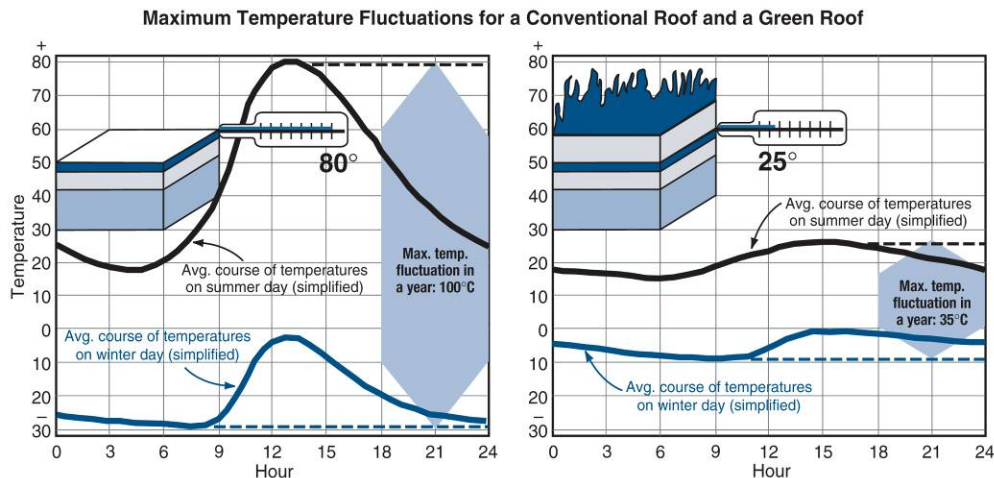 Maximum Temperature Fluctuations for a Conventional Roof and a Green Roof
Temperature
+
80
70
60
50
40
30
20
10
0
10
20
–
30
80°
Avg. course of temperatures
on summer day (simplified)
Max. temp.
fluctuation in
a year: 100°C
Avg. course of temperatures
on winter day (simplified)
0 3 6 9 12 15 18 21 24
Hour
+
80
70
60
50
40
30
20
10
0
10
20
–
30
25°
Avg. course of temperatures
on summer day (simplified)
Max. temp.
fluctuation in
a year: 35°C
Avg. course of temperatures
on winter day (simplified)
0 3 6 9 12 15 18 21 24
Hour